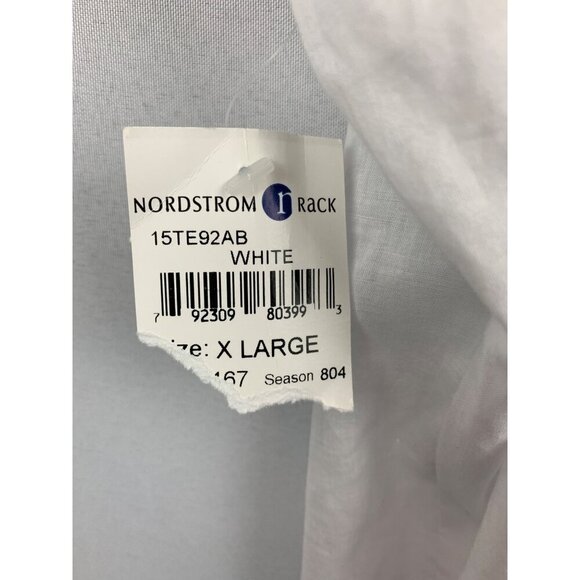 NORDSTROM r RACK
15TE92AB
WHITE
7 92309 80399 3
ize: X LARGE
167 Season 804